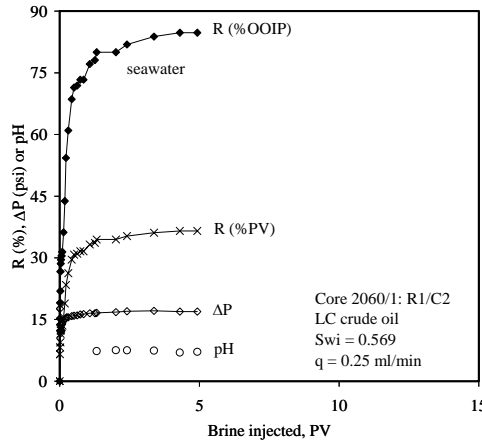 90
75
60
45
30
15
0
R (%), ΔP (psi) or pH
R (%OOIP)
seawater
R (%PV)
ΔP
pH
Core 2060/1: R1/C2
LC crude oil
Swi = 0.569
q = 0.25 ml/min
0 5 10 15
Brine injected, PV